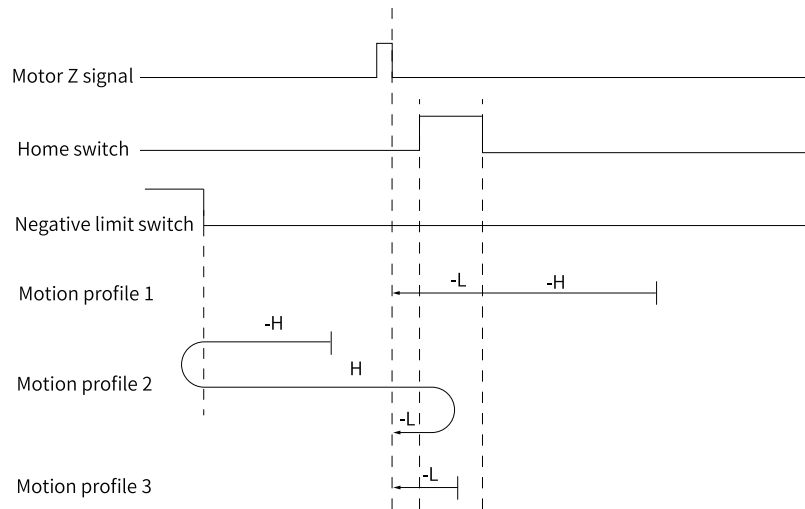 Motor Z signal
Home switch
Negative limit switch
Motion profile 1
-L
-H
-H
Motion profile 2
H
-L
Motion profile 3
-L